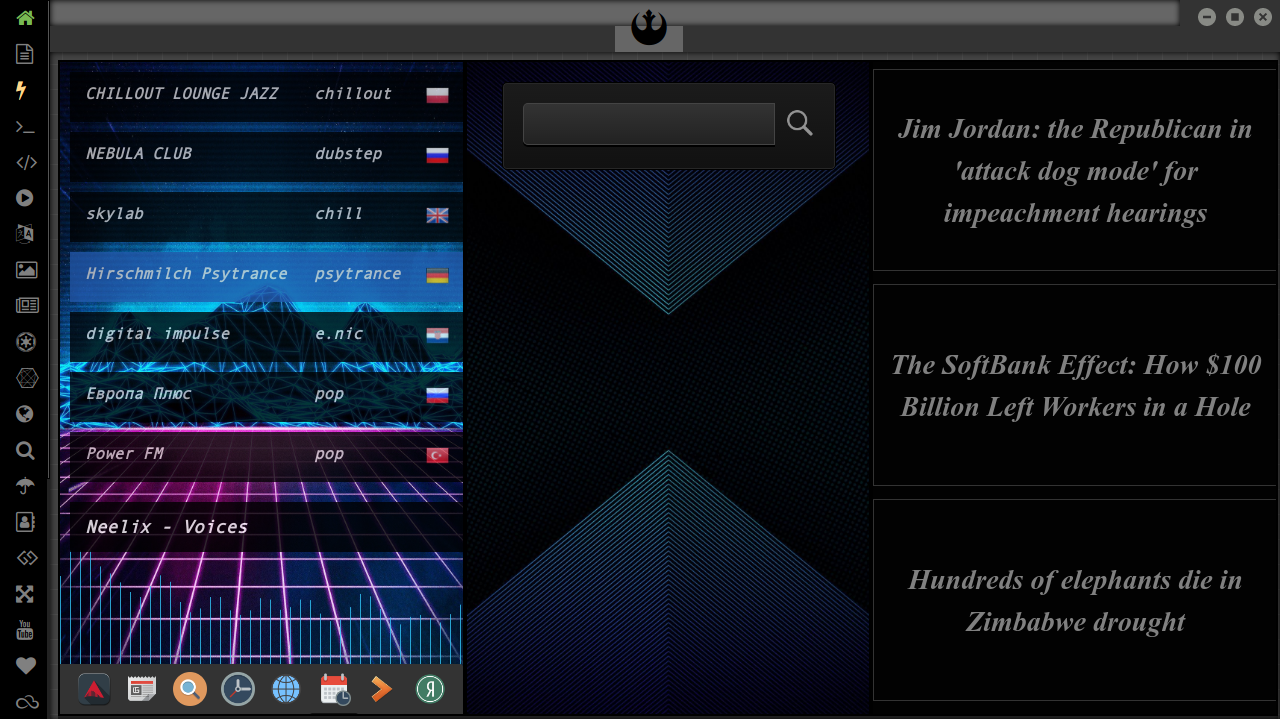 CHILLOUT LOUNGE JAZZ chillout
NEBULA CLUB dubstep
skylab chill
Hirschmilch Psytrance psytrance
digital impulse e.nic
Европа Плюс pop
Power FM pop
Neelix - Voices
Jim Jordan: the Republican in
'attack dog mode' for
impeachment hearings
The SoftBank Effect: How $100
Billion Left Workers in a Hole
Hundreds of elephants die in
Zimbabwe drought
You
Tube
Я